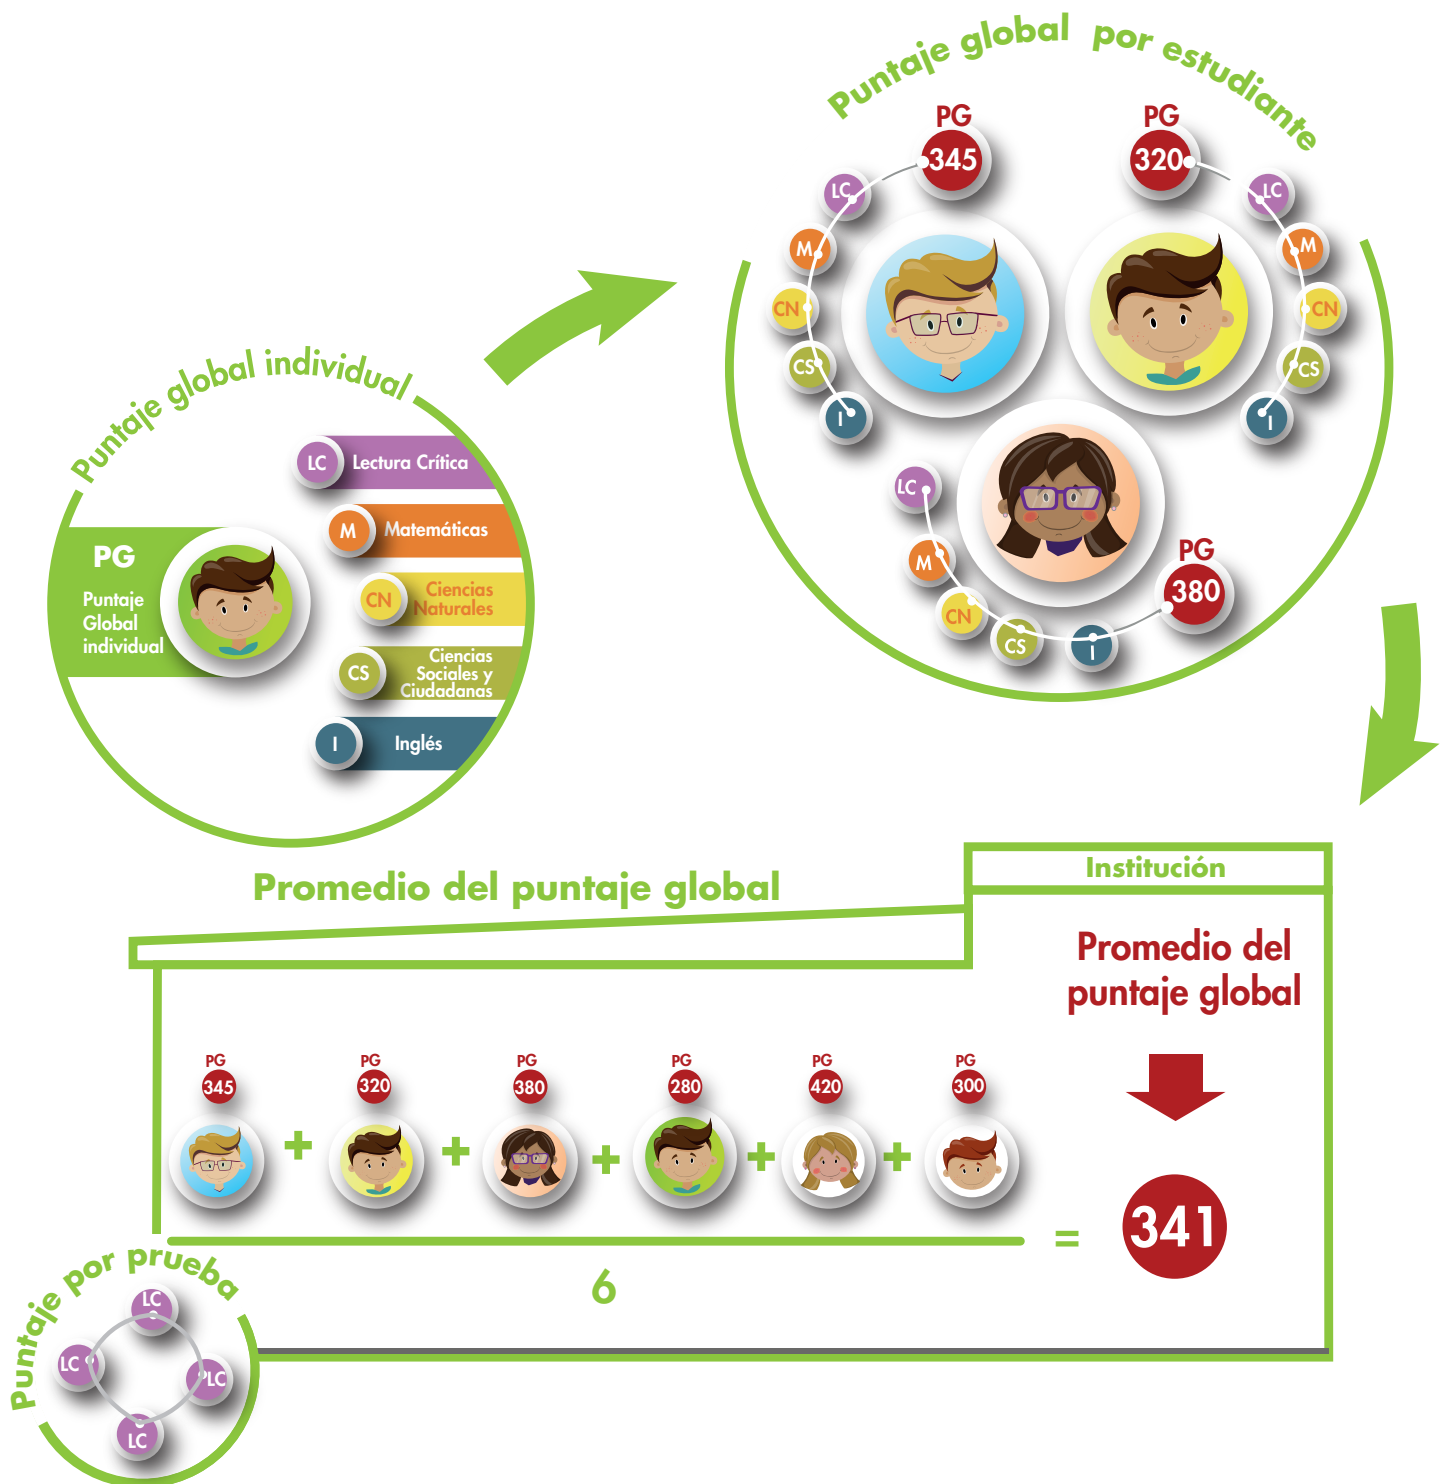 Puntaje global individual
PG
Puntaje
Global
individual
LC
Lectura Crítica
M
Matemáticas
CN
Ciencias
Naturales
CS
Ciencias
Sociales y
Ciudadanas
I
Inglés
Puntaje global por estudiante
PG
345
LC
M
CN
CS
I
PG
320
LC
M
CN
CS
I
LC
M
CN
CS
I
PG
380
Promedio del puntaje global
Institución
Promedio del
puntaje global
PG
345
+
PG
320
+
PG
380
+
PG
280
+
PG
420
+
PG
300
6
=
341
Puntaje por prueba
LC
LC
LC
LC